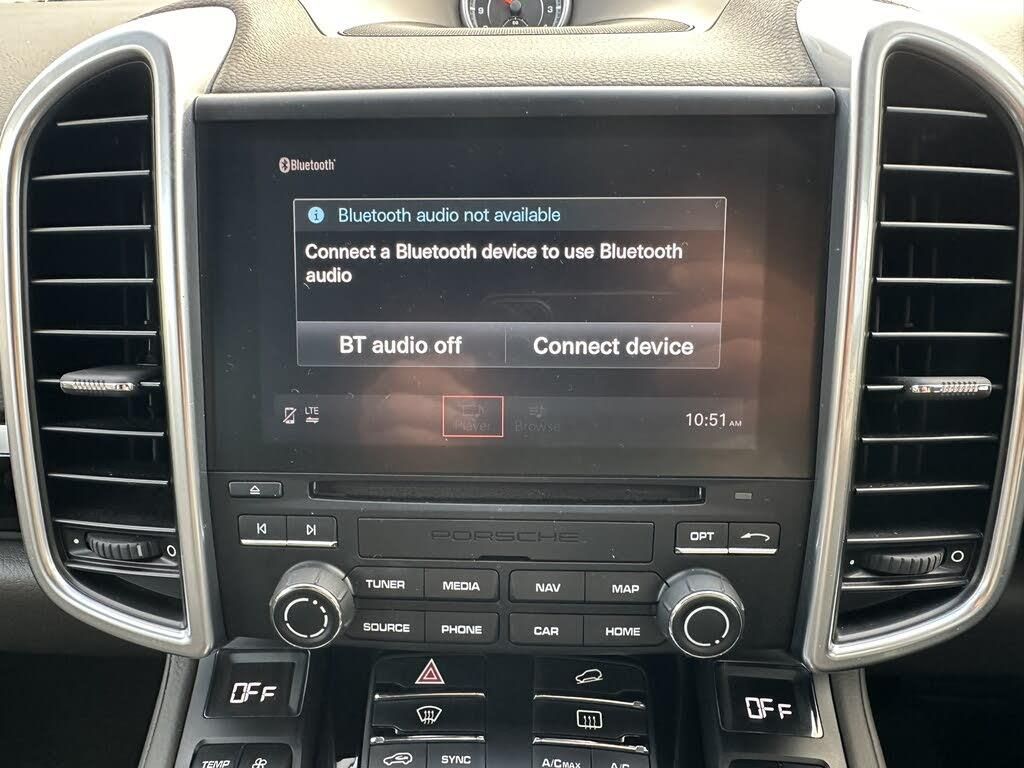 9 3
Bluetooth
Bluetooth audio not available
Connect a Bluetooth device to use Bluetooth
audio
BT audio off Connect device
LTE Player Browse 10:51 AM
PORSCHE OPT
TUNER MEDIA NAV MAP
SOURCE PHONE CAR HOME
OFF OFF
TEMP SYNC A/C MAX A/C